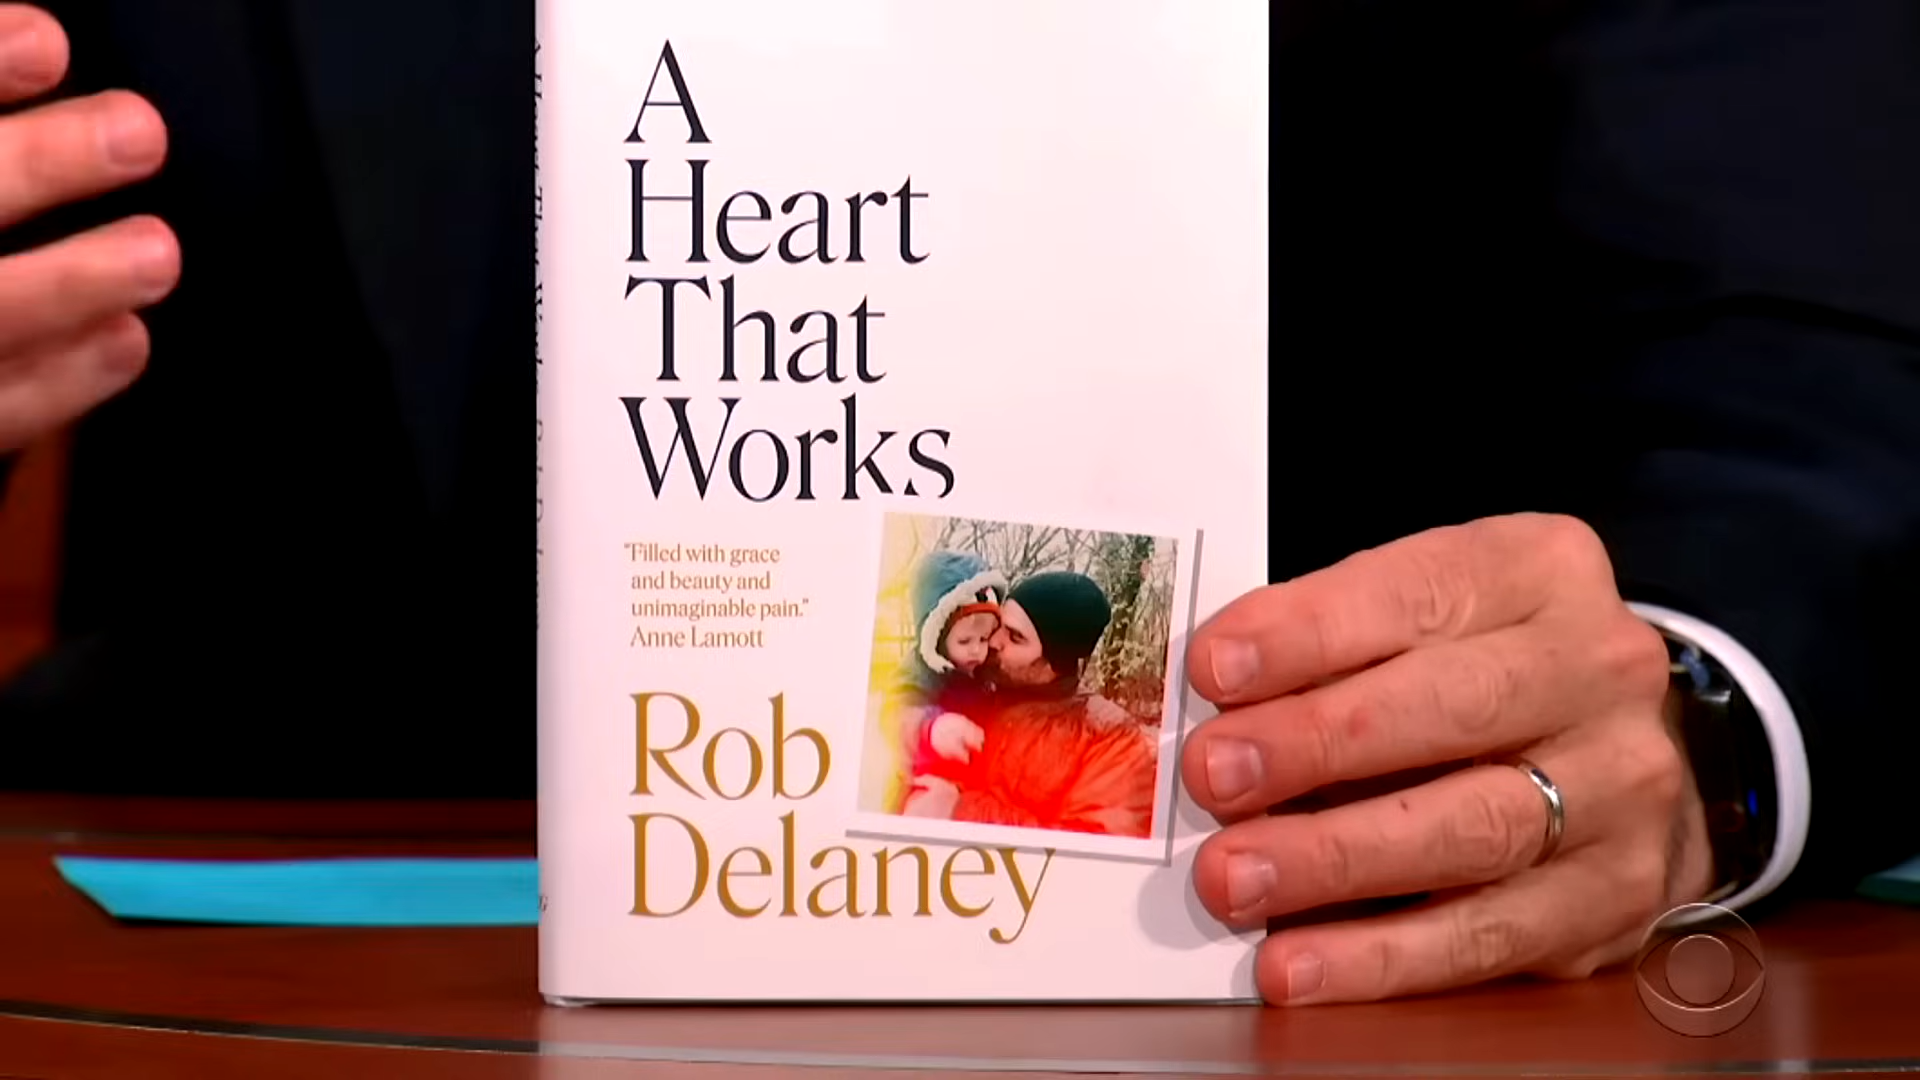 A
Heart
That
Works
"Filled with grace
and beauty and
unimaginable pain."
Anne Lamott
Rob
Delaney